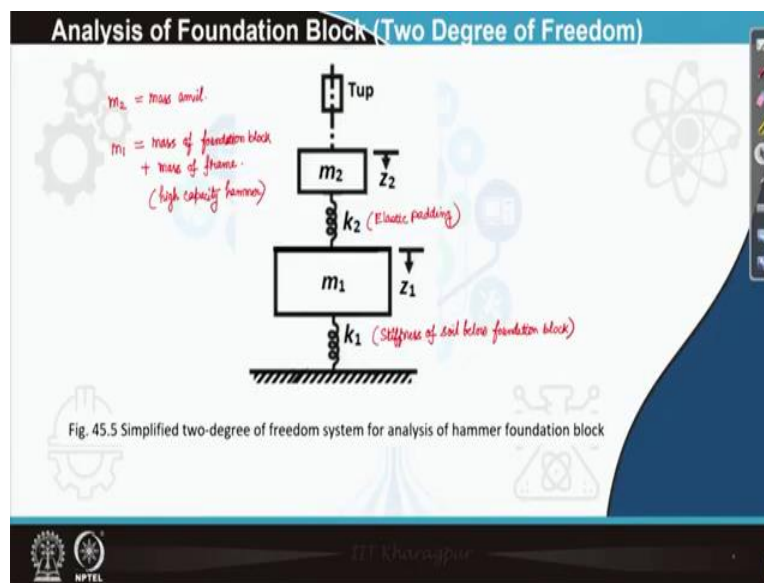 Analysis of Foundation Block (Two Degree of Freedom)
Tup
m2 = mass anvil.
m1 = mass of foundation block
+ mass of frame.
(high capacity hammer)
m2
z2
k2 (Elastic padding)
m1
z1
k1 (Stiffness of soil below foundation block)
Fig. 45.5 Simplified two-degree of freedom system for analysis of hammer foundation block
IIT Kharagpur
NPTEL